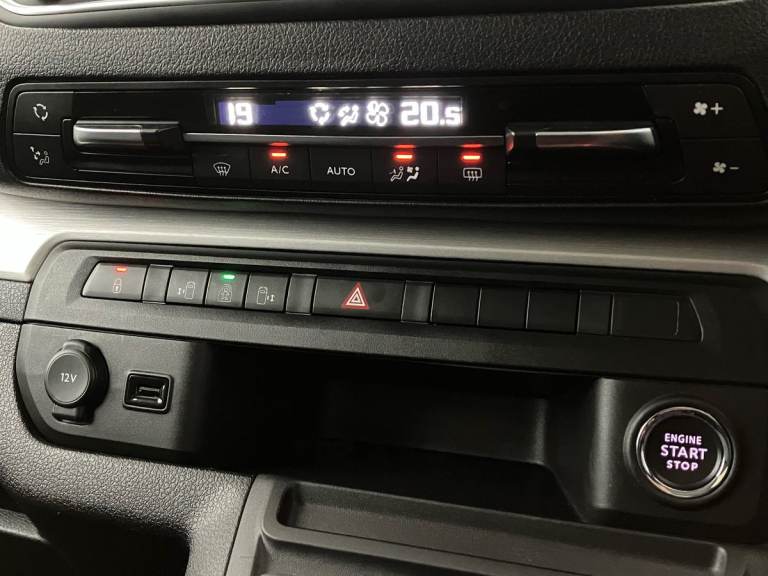 19 20.5
A/C AUTO
12V
ENGINE
START
STOP